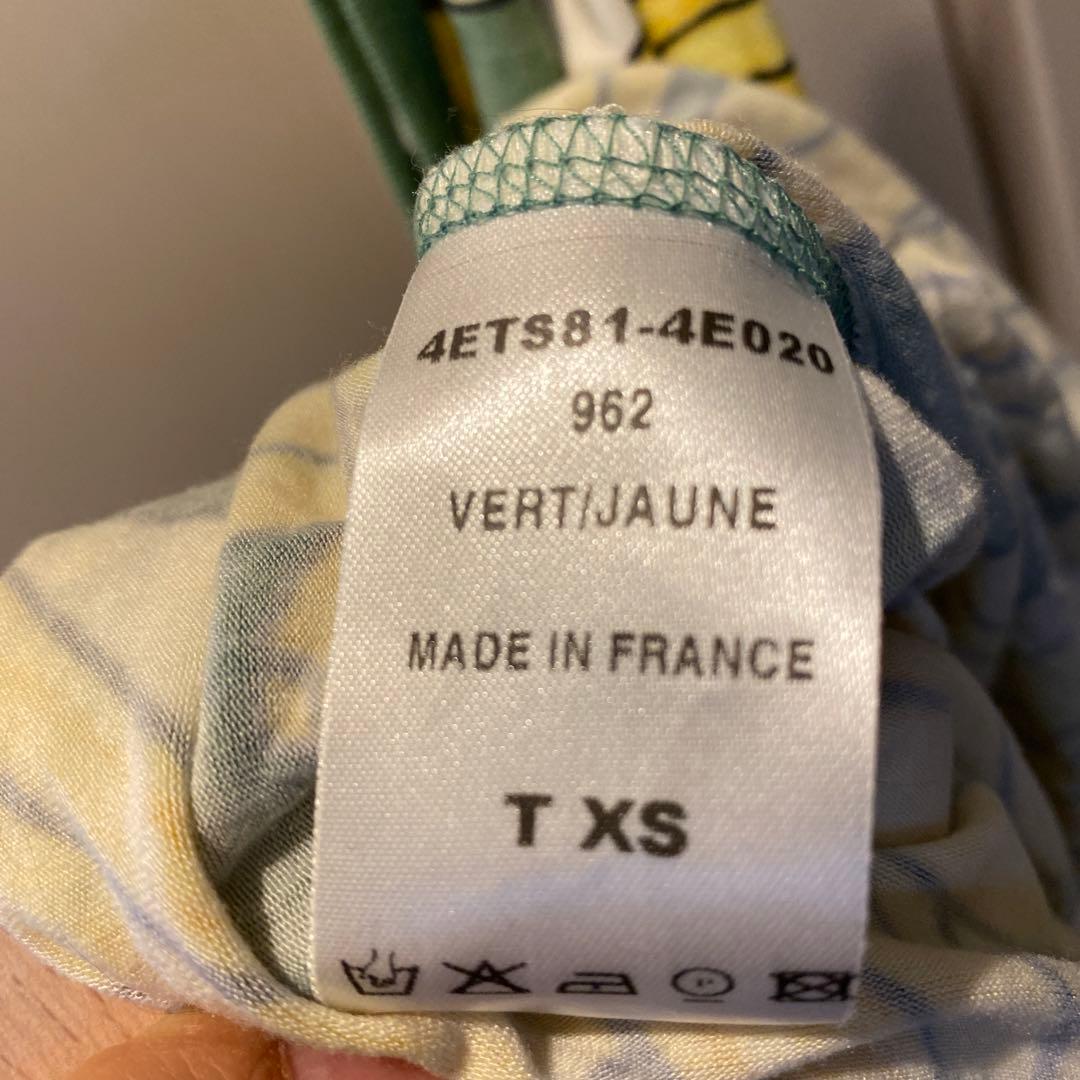 4ETS81-4E020
962
VERT/JAUNE
MADE IN FRANCE
T XS
P